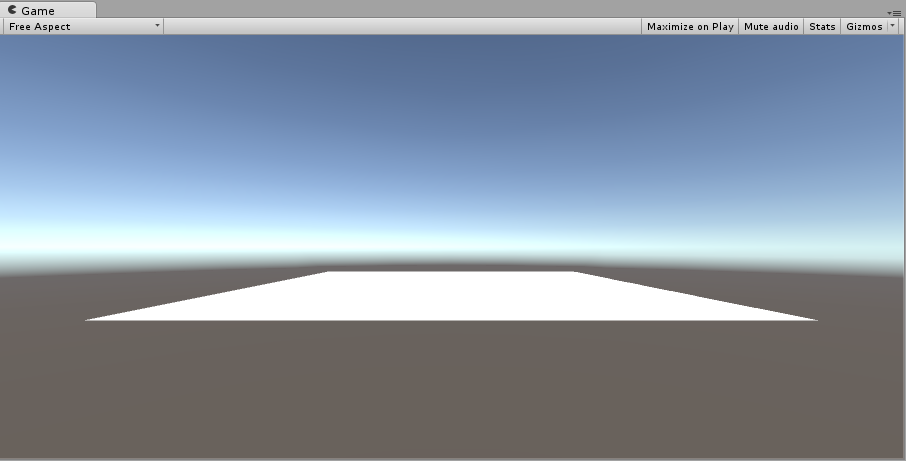 Game
Free Aspect
Maximize on Play
Mute audio
Stats
Gizmos